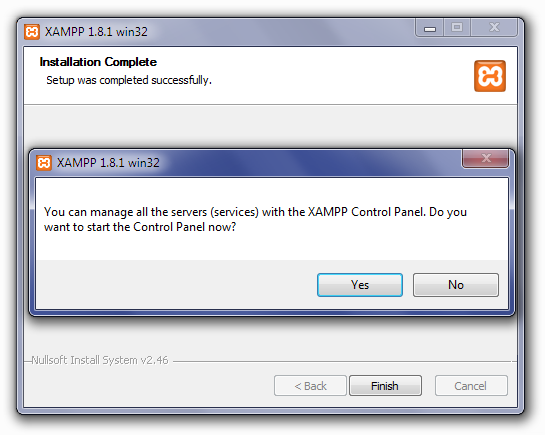 XAMPP 1.8.1 win32
Installation Complete
Setup was completed successfully.
XAMPP 1.8.1 win32
You can manage all the servers (services) with the XAMPP Control Panel. Do you
want to start the Control Panel now?
Yes No
Nullsoft Install System v2.46
< Back Finish Cancel